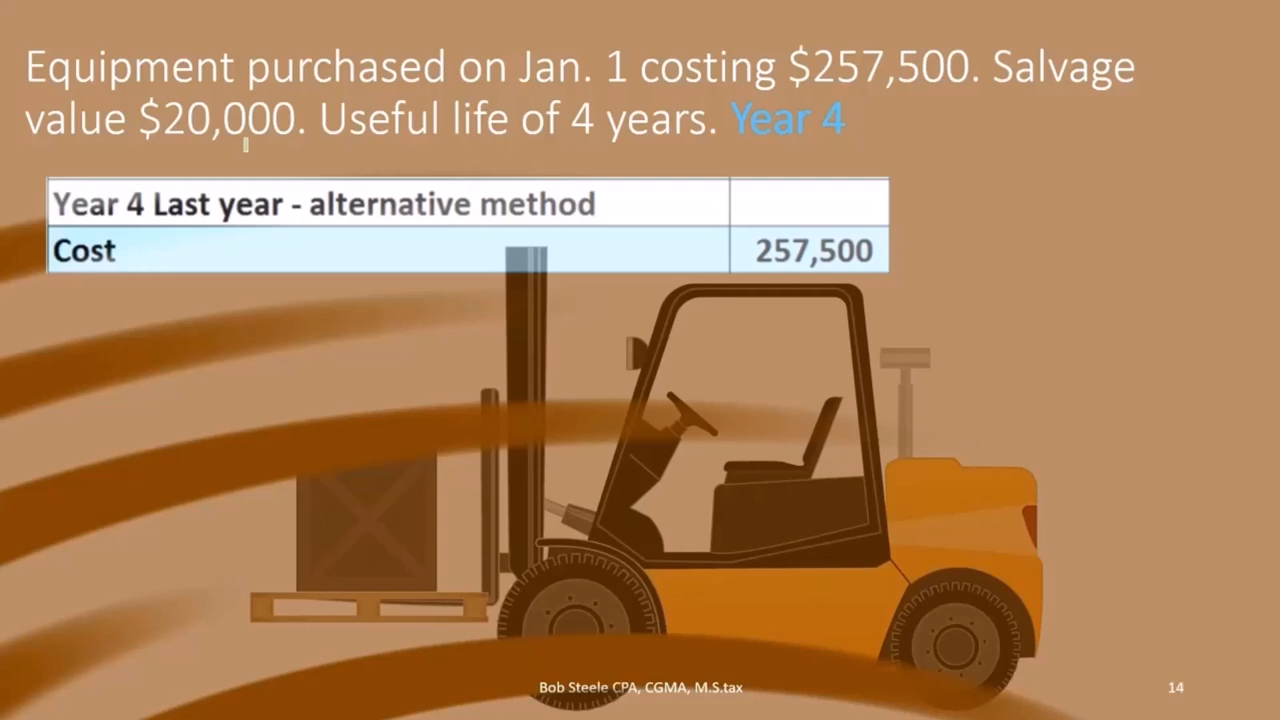 Equipment purchased on Jan. 1 costing $257,500. Salvage
value $20,000. Useful life of 4 years. Year 4
Year 4 Last year - alternative method
Cost 257,500
Bob Steele CPA, CGMA, M.S.tax 14